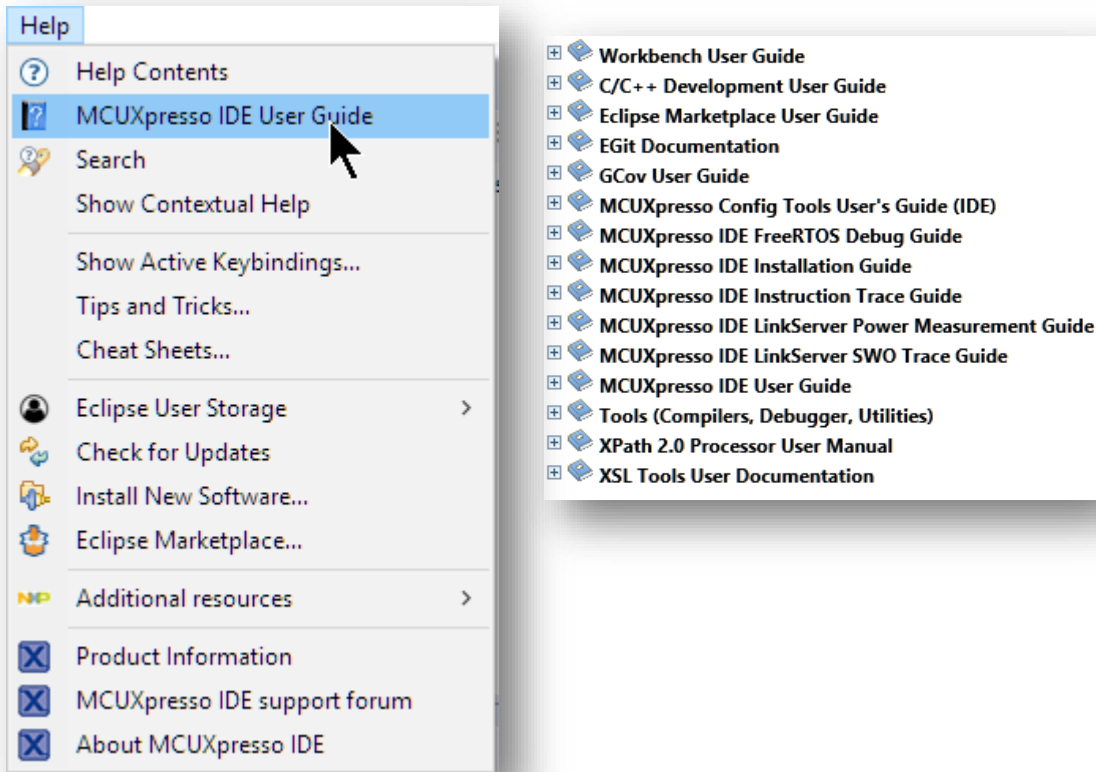 Help
Help Contents
MCUXpresso IDE User Guide
Search
Show Contextual Help
Show Active Keybindings...
Tips and Tricks...
Cheat Sheets...
Eclipse User Storage
Check for Updates
Install New Software...
Eclipse Marketplace...
NXP Additional resources
Product Information
MCUXpresso IDE support forum
About MCUXpresso IDE
Workbench User Guide
C/C++ Development User Guide
Eclipse Marketplace User Guide
EGit Documentation
GCov User Guide
MCUXpresso Config Tools User's Guide (IDE)
MCUXpresso IDE FreeRTOS Debug Guide
MCUXpresso IDE Installation Guide
MCUXpresso IDE Instruction Trace Guide
MCUXpresso IDE LinkServer Power Measurement Guide
MCUXpresso IDE LinkServer SWO Trace Guide
MCUXpresso IDE User Guide
Tools (Compilers, Debugger, Utilities)
XPath 2.0 Processor User Manual
XSL Tools User Documentation